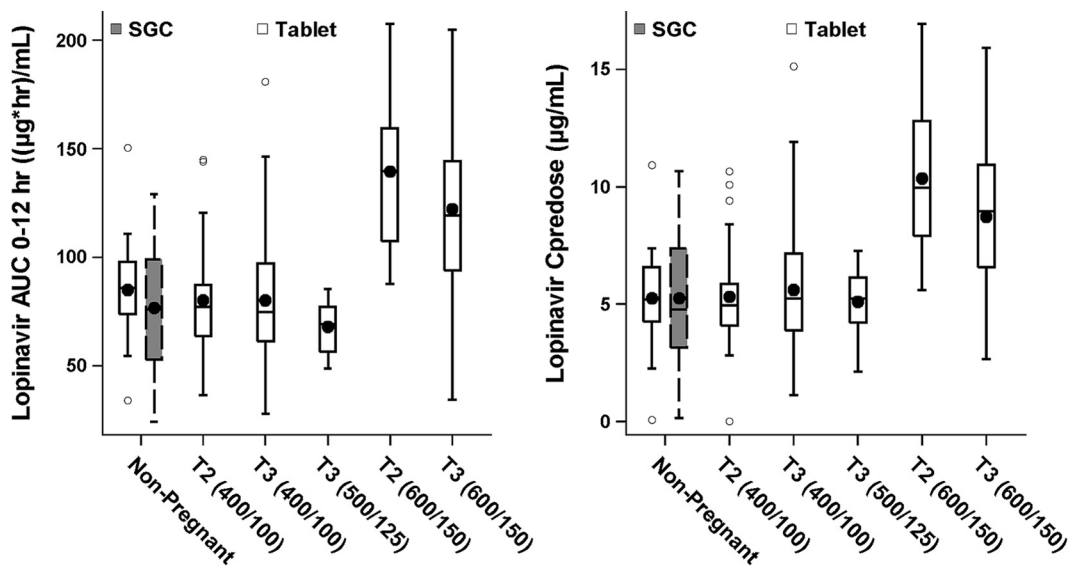 Lopinavir AUC 0-12 hr ((µg*hr)/mL)
SGC
Tablet
200
150
100
50
Non-Pregnant
T2 (400/100)
T3 (400/100)
T3 (500/125)
T2 (600/150)
T3 (600/150)
Lopinavir Cpredose (µg/mL)
SGC
Tablet
15
10
5
0
Non-Pregnant
T2 (400/100)
T3 (400/100)
T3 (500/125)
T2 (600/150)
T3 (600/150)